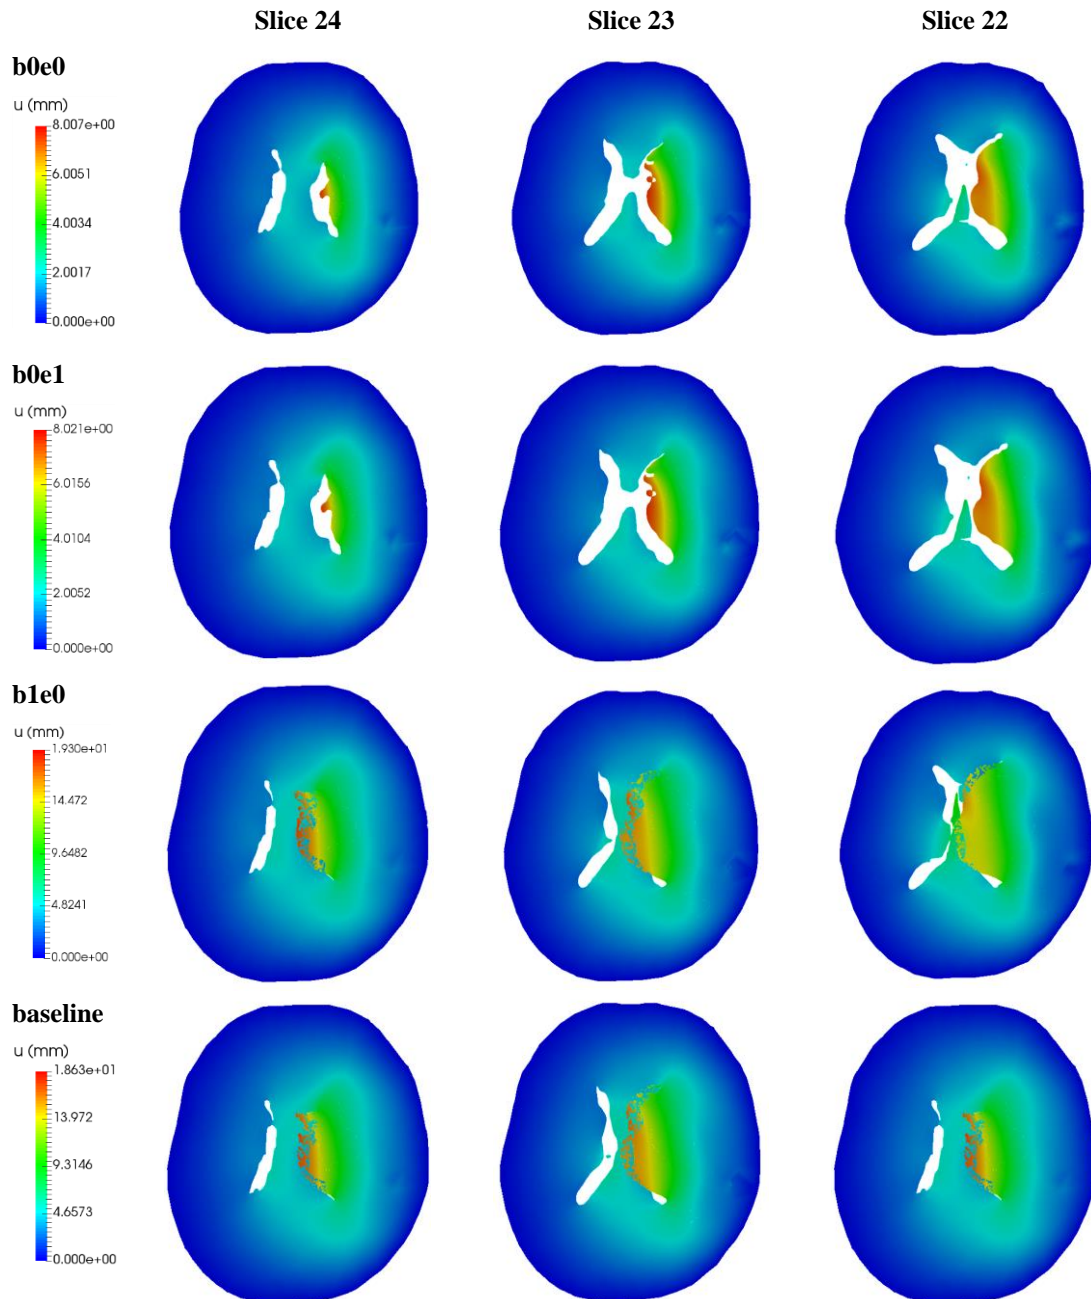 Slice 24 Slice 23 Slice 22
b0e0
u (mm)
8.007e+00
6.0051
4.0034
2.0017
0.000e+00
b0e1
u (mm)
8.021e+00
6.0156
4.0104
2.0052
0.000e+00
b1e0
u (mm)
1.930e+01
14.472
9.6482
4.8241
0.000e+00
baseline
u (mm)
1.863e+01
13.972
9.3146
4.6573
0.000e+00